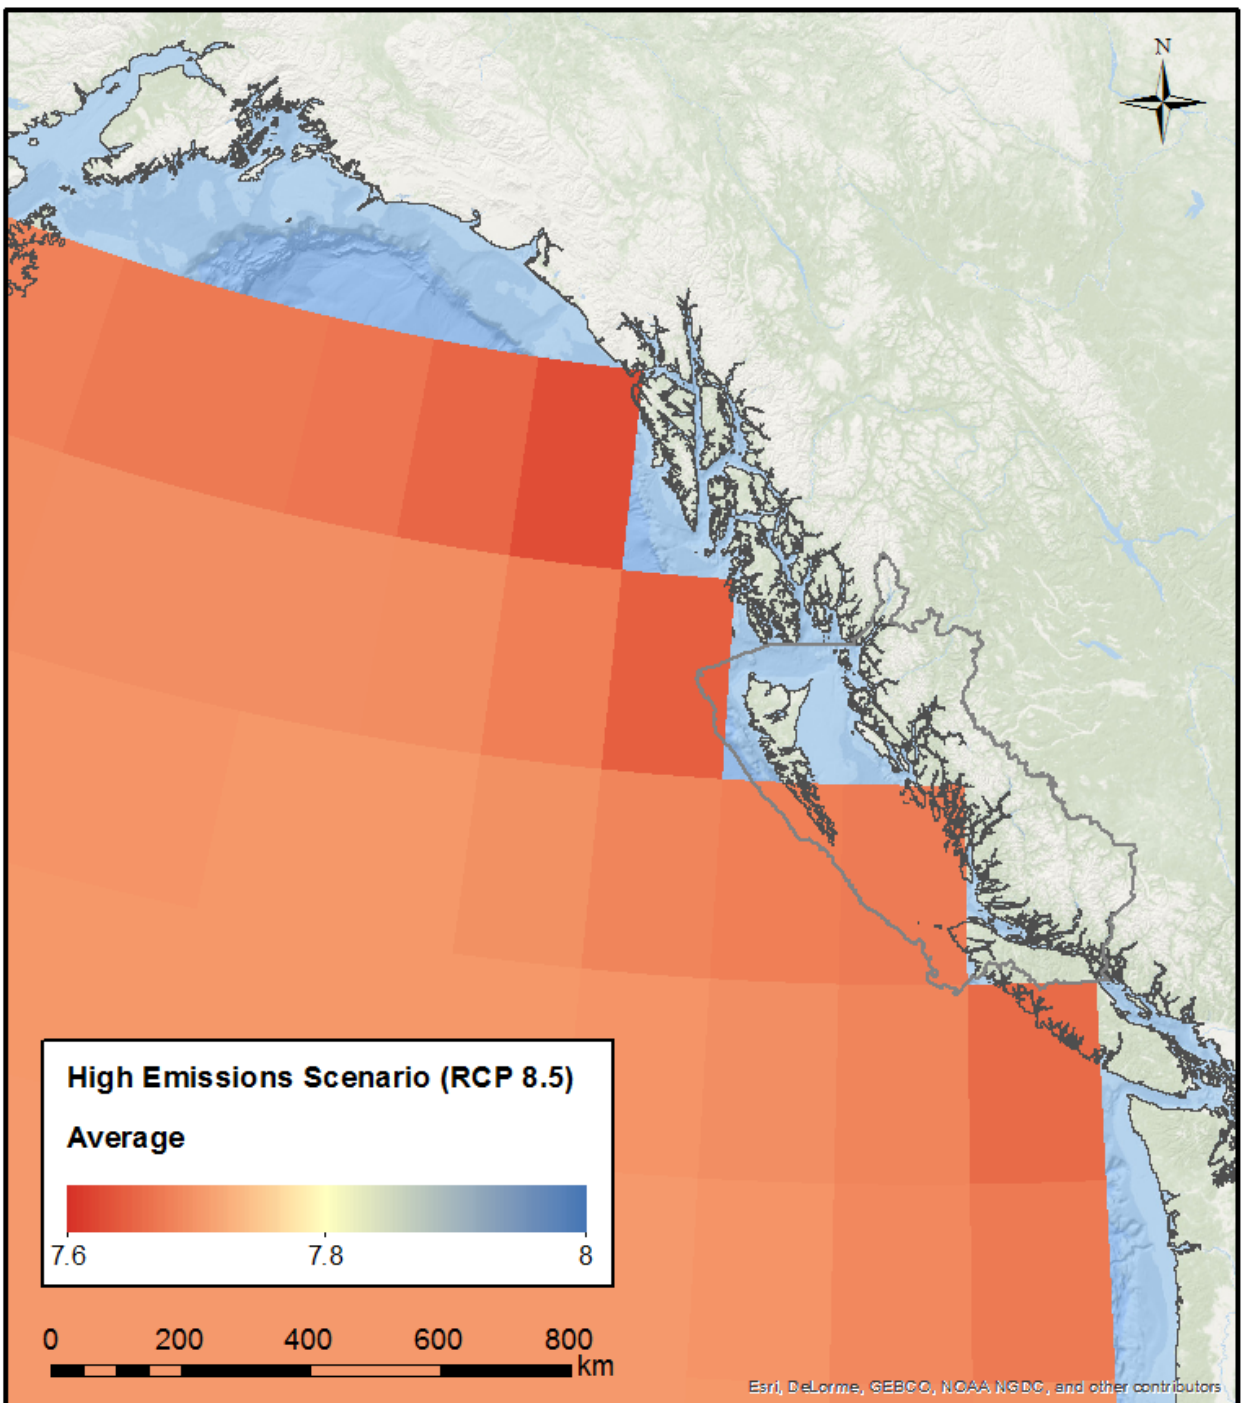 N
High Emissions Scenario (RCP 8.5)
Average
7.6 7.8 8
0 200 400 600 800
km
Esri, DeLorme, GEBCO, NOAA NGDC, and other contributors